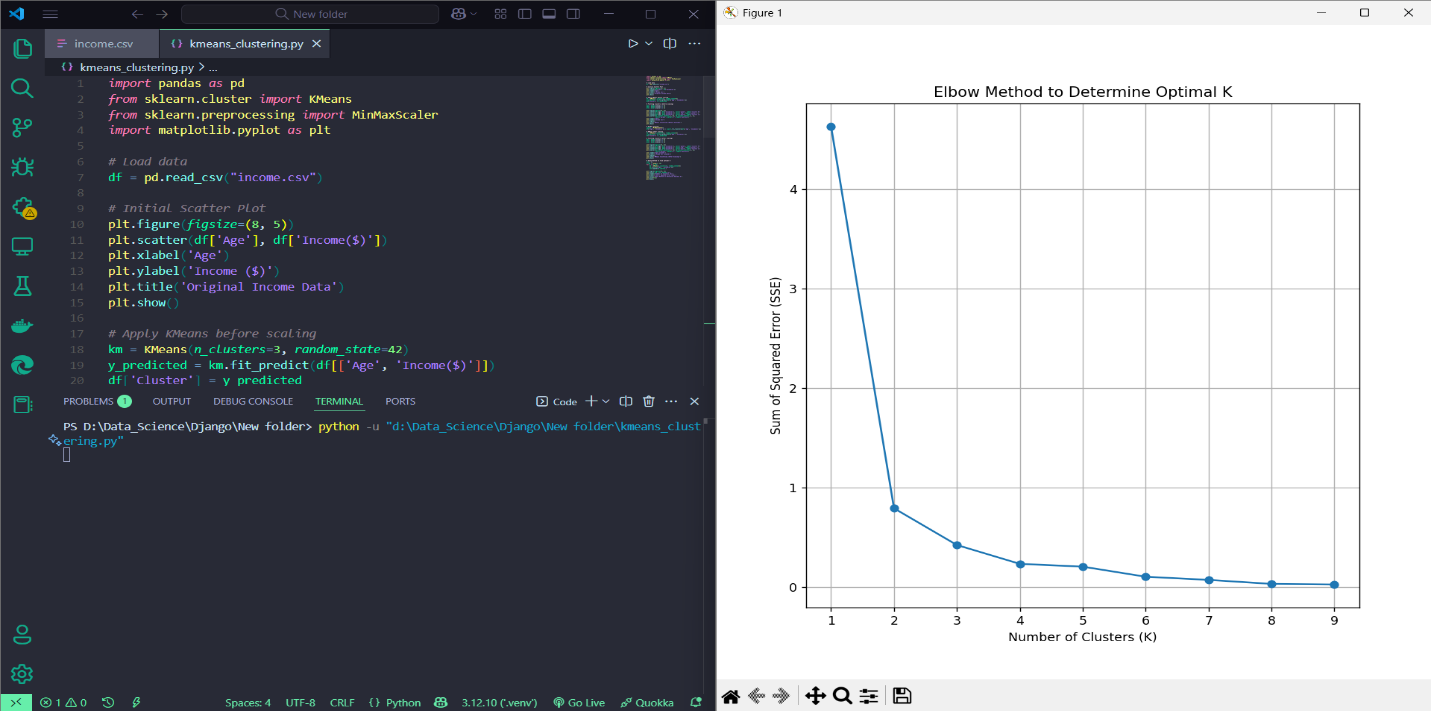 New folder
income.csv
kmeans_clustering.py
kmeans_clustering.py > ...
1 import pandas as pd
2 from sklearn.cluster import KMeans
3 from sklearn.preprocessing import MinMaxScaler
4 import matplotlib.pyplot as plt
5
6 # Load data
7 df = pd.read_csv("income.csv")
8
9 # Initial Scatter Plot
10 plt.figure(figsize=(8, 5))
11 plt.scatter(df['Age'], df['Income($)'])
12 plt.xlabel('Age')
13 plt.ylabel('Income ($)')
14 plt.title('Original Income Data')
15 plt.show()
16
17 # Apply KMeans before scaling
18 km = KMeans(n_clusters=3, random_state=42)
19 y_predicted = km.fit_predict(df[['Age', 'Income($)']])
20 df['Cluster'] = y_predicted
PROBLEMS 1 OUTPUT DEBUG CONSOLE TERMINAL PORTS
Code
PS D:\Data_Science\Django\New folder> python -u "d:\Data_Science\Django\New folder\kmeans_clust
ering.py"
1 0 Spaces: 4 UTF-8 CRLF {} Python 3.12.10 ('.venv') Go Live Quokka
Figure 1
Elbow Method to Determine Optimal K
Sum of Squared Error (SSE)
4
3
2
1
0
1 2 3 4 5 6 7 8 9
Number of Clusters (K)